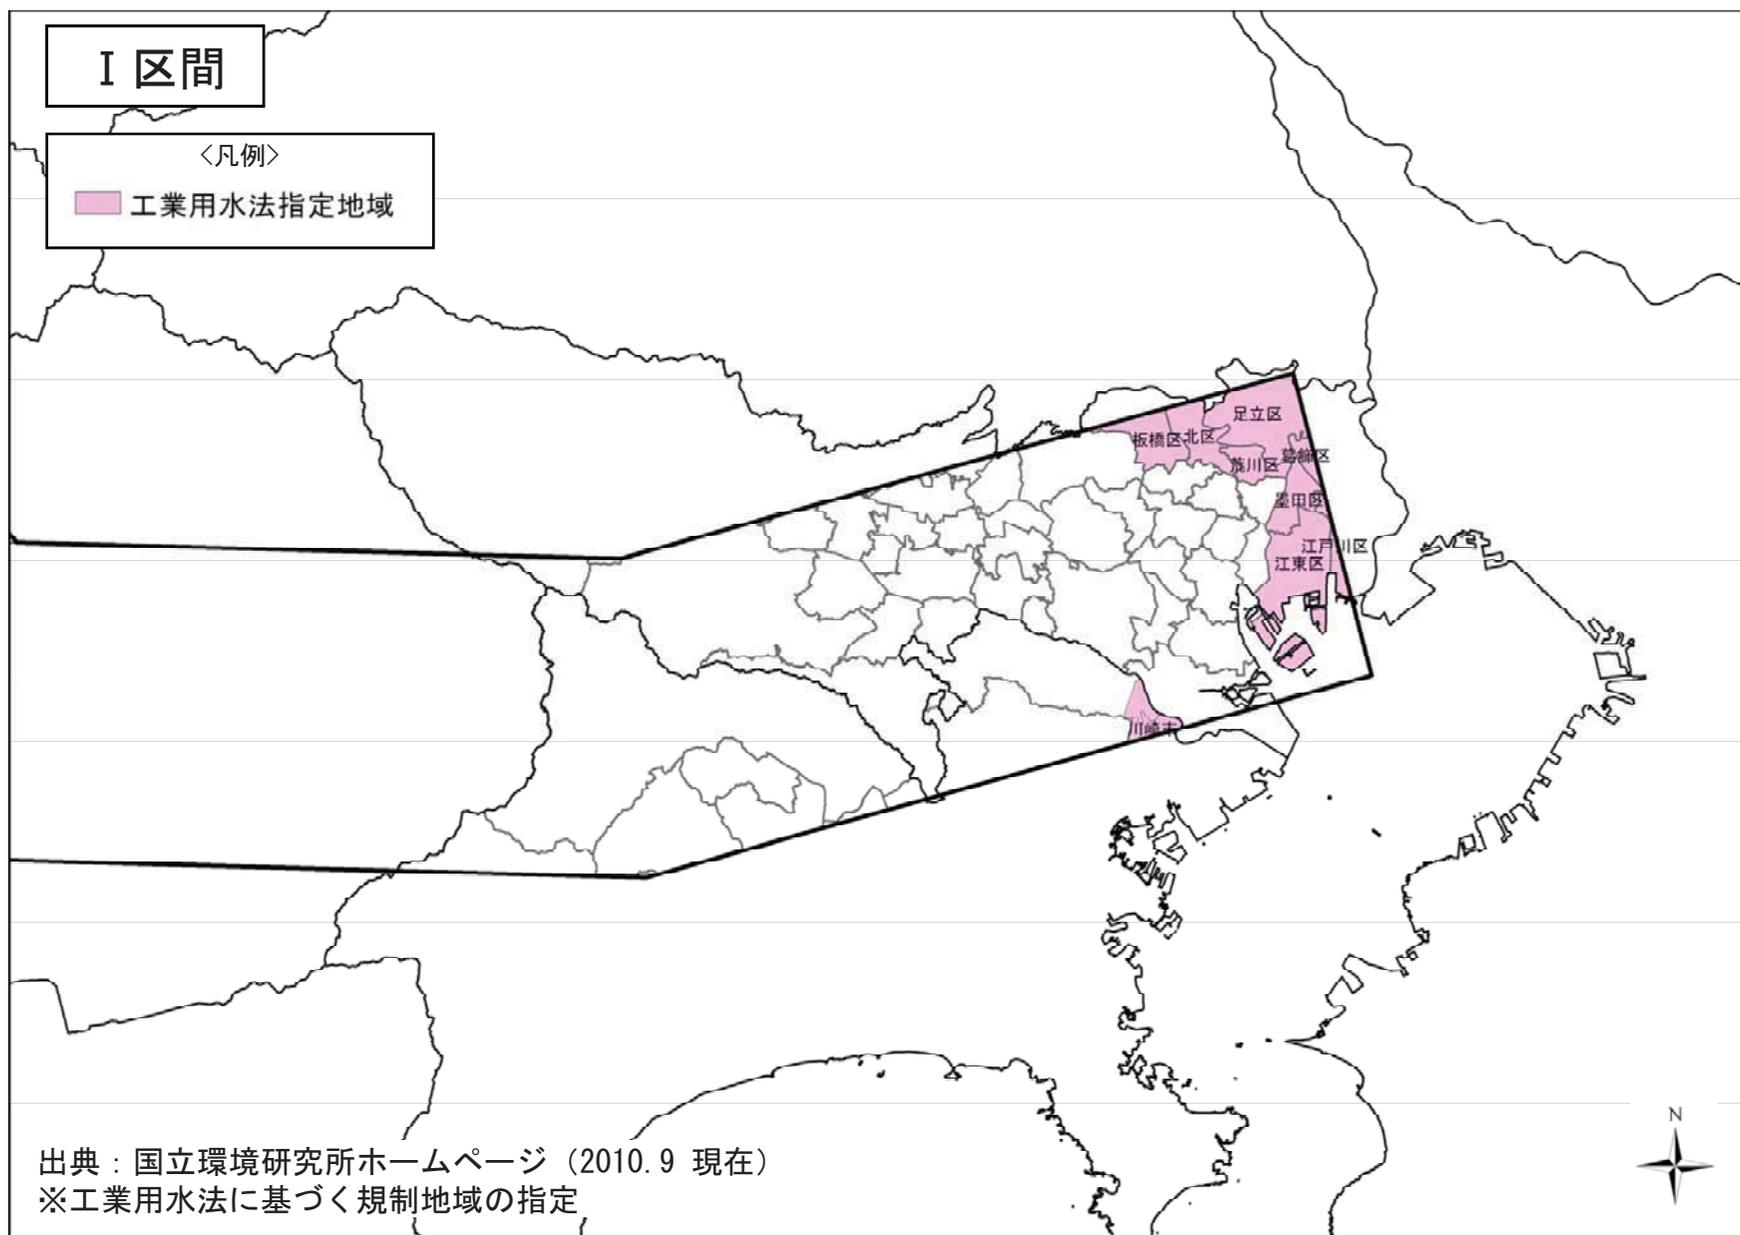 Ⅰ 区間
<凡例>
工業用水法指定地域
足立区
板橋区
北区
荒川区
葛飾区
墨田区
江戸川区
江東区
川崎市
N
出典：国立環境研究所ホームページ（2010.9 現在）
※工業用水法に基づく規制地域の指定